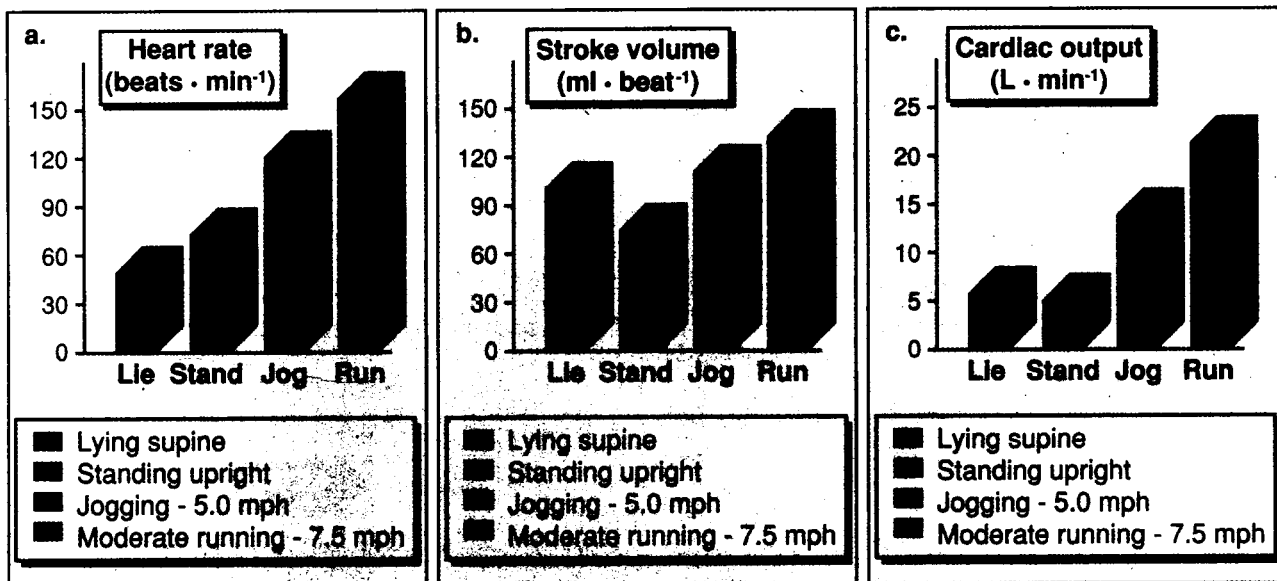 a.
Heart rate
(beats · min⁻¹)
150
120
90
60
30
0
Lie Stand Jog Run
Lying supine
Standing upright
Jogging - 5.0 mph
Moderate running - 7.5 mph
b.
Stroke volume
(ml · beat⁻¹)
150
120
90
60
30
0
Lie Stand Jog Run
Lying supine
Standing upright
Jogging - 5.0 mph
Moderate running - 7.5 mph
c.
Cardiac output
(L · min⁻¹)
25
20
15
10
5
0
Lie Stand Jog Run
Lying supine
Standing upright
Jogging - 5.0 mph
Moderate running - 7.5 mph